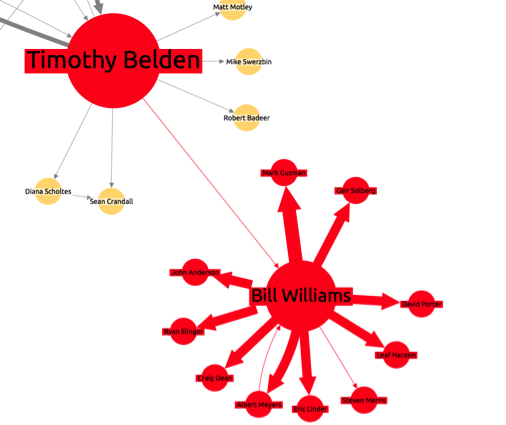 Matt Motley
Timothy Belden
Mike Swerzbin
Robert Badeer
Diana Scholtes
Sean Crandall
Mark Guzman
Geir Solberg
John Anderson
Bill Williams
David Porter
Ryan Slinger
Leaf Harasin
Craig Dean
Albert Meyers
Eric Linder
Steven Merris